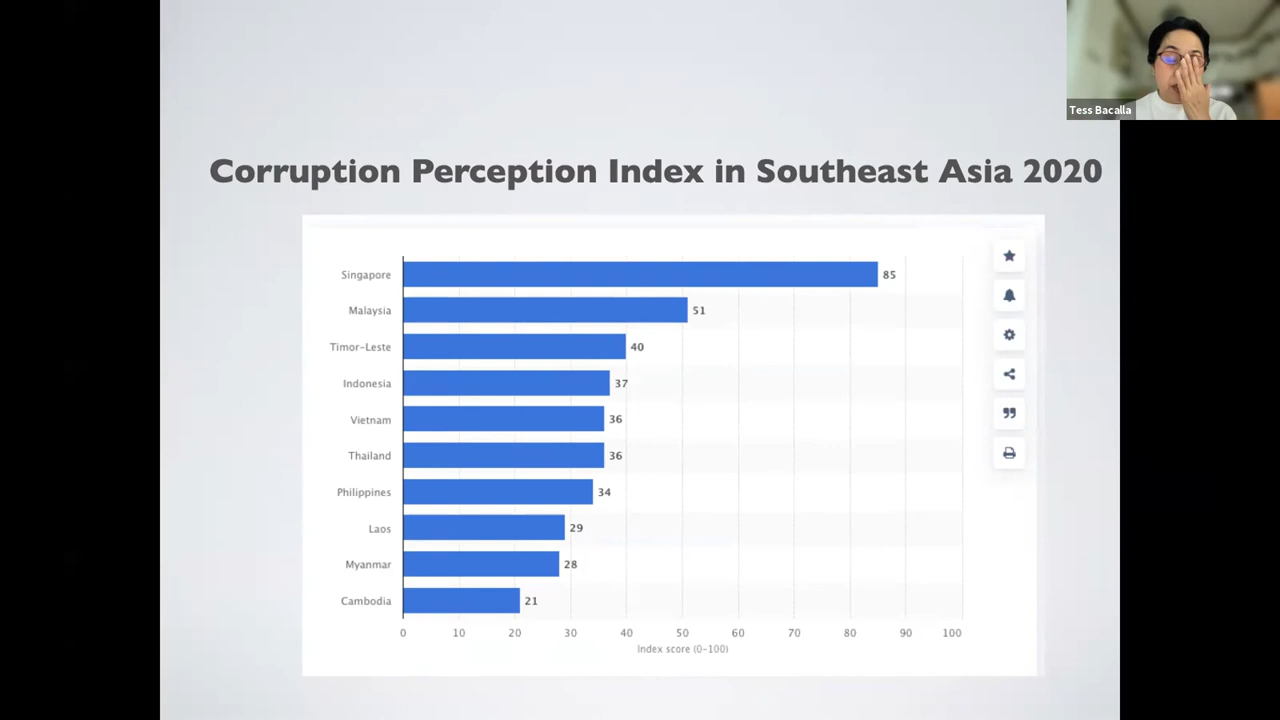 Tess Bacalla
Corruption Perception Index in Southeast Asia 2020
Singapore 85
Malaysia 51
Timor-Leste 40
Indonesia 37
Vietnam 36
Thailand 36
Philippines 34
Laos 29
Myanmar 28
Cambodia 21
0 10 20 30 40 50 60 70 80 90 100
Index score (0-100)